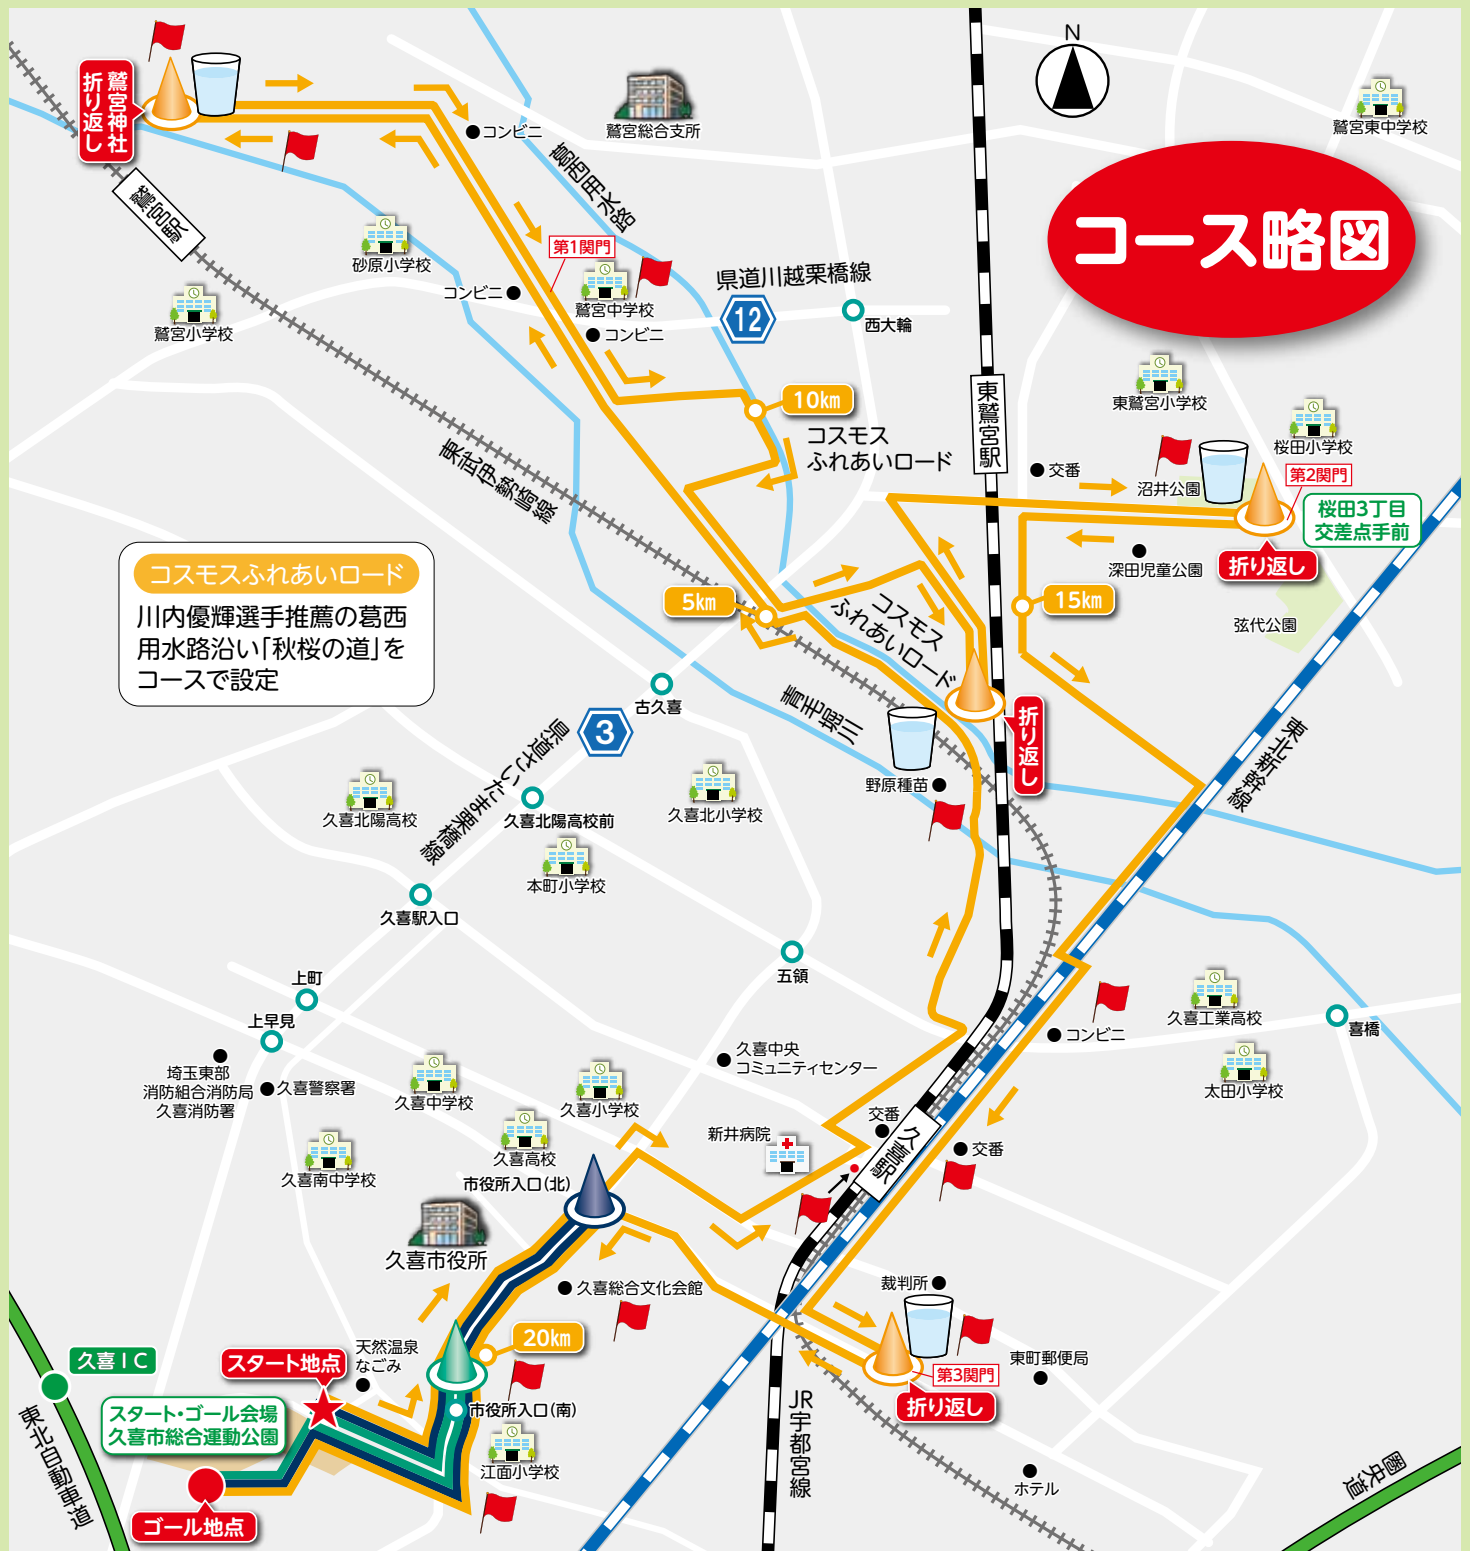 N
コース略図
鷲宮神社
折り返し
コンビニ
鷲宮総合支所
鷲宮東中学校
葛西用水路
鷲宮駅
砂原小学校
第1関門
コンビニ
鷲宮中学校
コンビニ
鷲宮小学校
県道川越栗橋線
12
西大輪
東鷲宮駅
東鷲宮小学校
桜田小学校
10km
コスモス
ふれあいロード
交番
沼井公園
第2関門
桜田3丁目
交差点手前
折り返し
深田児童公園
15km
弦代公園
東武伊勢崎線
コスモスふれあいロード
川内優輝選手推薦の葛西
用水路沿い「秋桜の道」を
コースで設定
5km
コスモス
ふれあいロード
折り返し
古久喜
青毛堀川
東北新幹線
3
県道さいたま栗橋線
野原種苗
久喜北陽高校
久喜北陽高校前
久喜北小学校
本町小学校
久喜駅入口
五領
上町
上早見
埼玉東部
消防組合消防局
久喜消防署
久喜警察署
久喜中央
コミュニティセンター
コンビニ
久喜工業高校
喜橋
太田小学校
久喜中学校
久喜小学校
久喜高校
新井病院
交番
久喜駅
交番
久喜南中学校
市役所入口(北)
久喜市役所
久喜総合文化会館
裁判所
東町郵便局
第3関門
折り返し
20km
天然温泉
なごみ
スタート地点
久喜IC
スタート・ゴール会場
久喜市総合運動公園
市役所入口(南)
江面小学校
ゴール地点
東北自動車道
JR宇都宮線
ホテル
圏央道